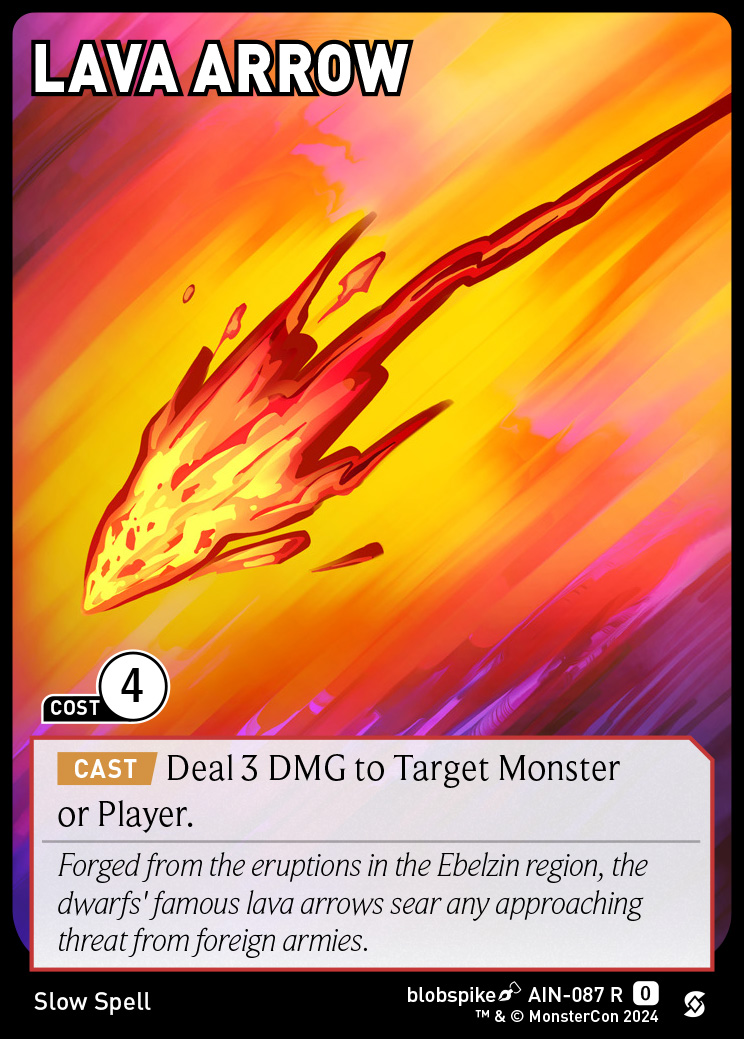 LAVA ARROW
COST 4
CAST Deal 3 DMG to Target Monster
or Player.
Forged from the eruptions in the Ebelzin region, the
dwarfs' famous lava arrows sear any approaching
threat from foreign armies.
Slow Spell
blobspike AIN-087 R 0
™ & © MonsterCon 2024